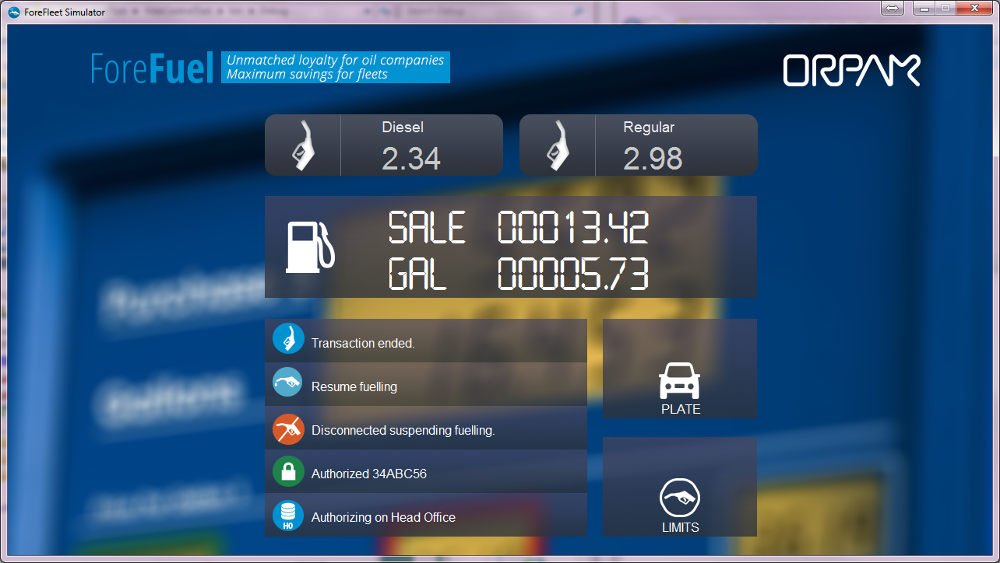 ForeFleet Simulator
ForeFuel
Unmatched loyalty for oil companies
Maximum savings for fleets
ORPAK
Diesel
2.34
Regular
2.98
SALE 00013.42
GAL 00005.73
Transaction ended.
Resume fuelling
Disconnected suspending fuelling.
Authorized 34ABC56
HO
Authorizing on Head Office
PLATE
LIMITS